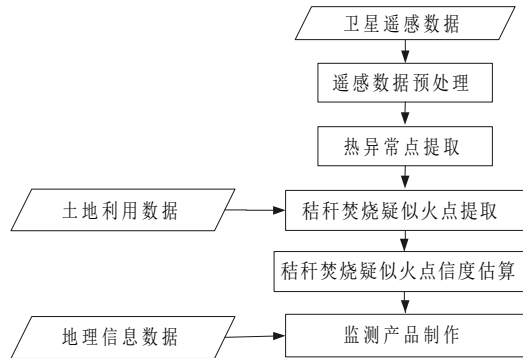 卫星遥感数据
遥感数据预处理
热异常点提取
土地利用数据
秸秆焚烧疑似火点提取
秸秆焚烧疑似火点信度估算
地理信息数据
监测产品制作